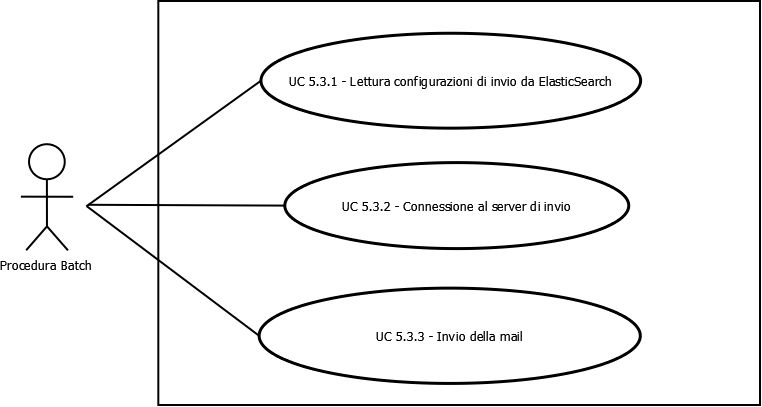 UC 5.3.1 - Lettura configurazioni di invio da ElasticSearch
UC 5.3.2 - Connessione al server di invio
Procedura Batch
UC 5.3.3 - Invio della mail